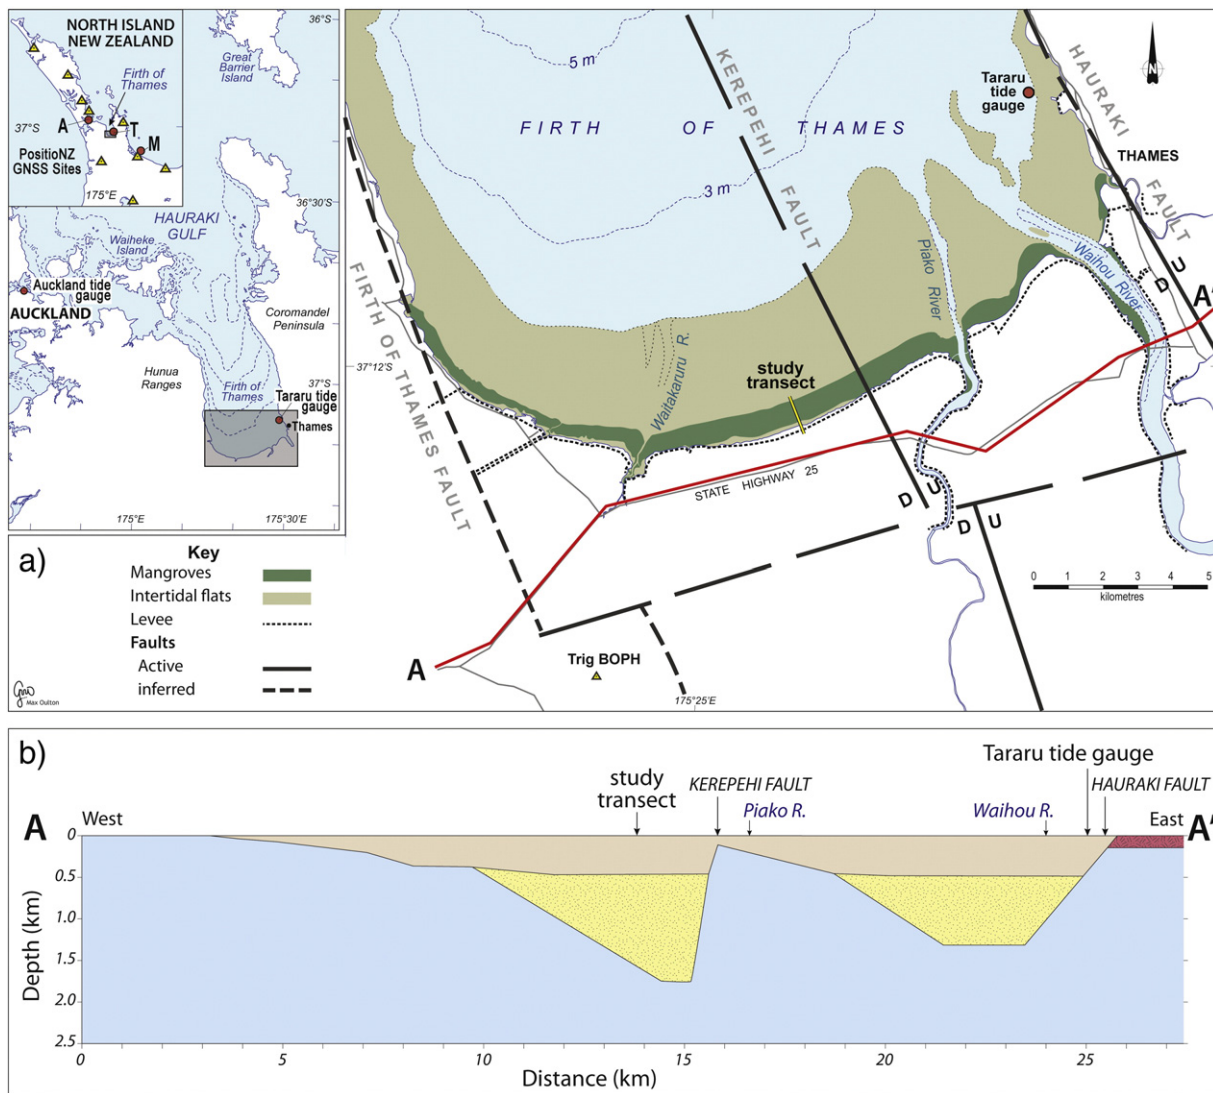 a)
NORTH ISLAND
NEW ZEALAND
Firth of
Thames
37°S
A
T
M
PositioNZ
GNSS Sites
175°E
36°S
Great
Barrier
Island
36°30'S
HAURAKI
GULF
Waiheke
Island
Auckland tide
gauge
AUCKLAND
Coromandel
Peninsula
Hunua
Ranges
37°S
Firth of
Thames
Tararu tide
gauge
Thames
175°E
175°30'E
Key
Mangroves
Intertidal flats
Levee
Faults
Active
inferred
Max Oulton
5 m
3 m
FIRTH OF THAMES
KEREPEHI FAULT
HAURAKI FAULT
FIRTH OF THAMES FAULT
N
Tararu
tide
gauge
THAMES
Piako River
Waihou River
Waitakaruru R.
37°12'S
study
transect
STATE HIGHWAY 25
U
D
A'
D
U
D
U
0 1 2 3 4 5
kilometres
A
Trig BOPH
175°25'E
b)
study
transect
KEREPEHI FAULT
Piako R.
Tararu tide gauge
Waihou R.
HAURAKI FAULT
A
West
East
A'
Depth (km)
0
0.5
1.0
1.5
2.0
2.5
0 5 10 15 20 25
Distance (km)